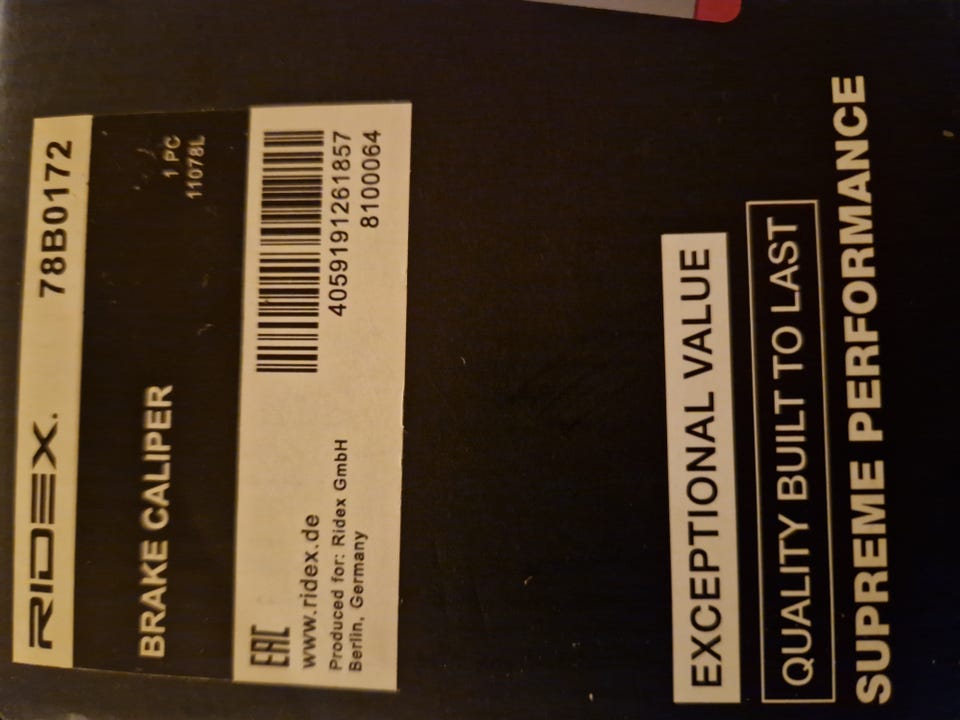 RIDEX. 78B0172
BRAKE CALIPER
1 PC
11078L
EAC
www.ridex.de
Produced for: Ridex GmbH
Berlin, Germany
4059191261857
8100064
EXCEPTIONAL VALUE
QUALITY BUILT TO LAST
SUPREME PERFORMANCE